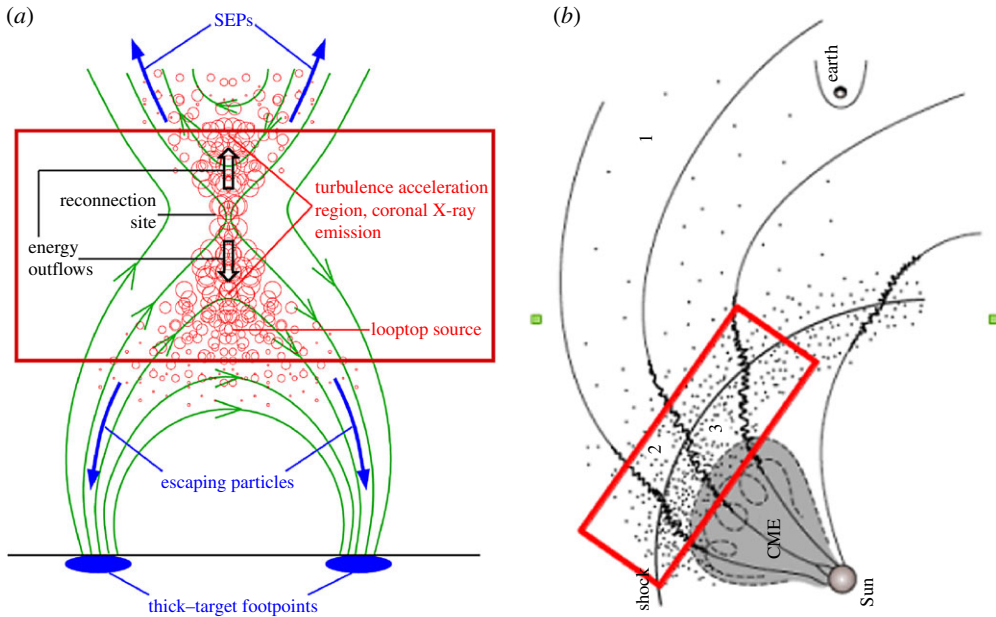 (a)
SEPs
reconnection
site
energy
outflows
turbulence acceleration
region, coronal X-ray
emission
looptop source
escaping particles
thick–target footpoints
(b)
earth
1
2
3
CME
shock
Sun